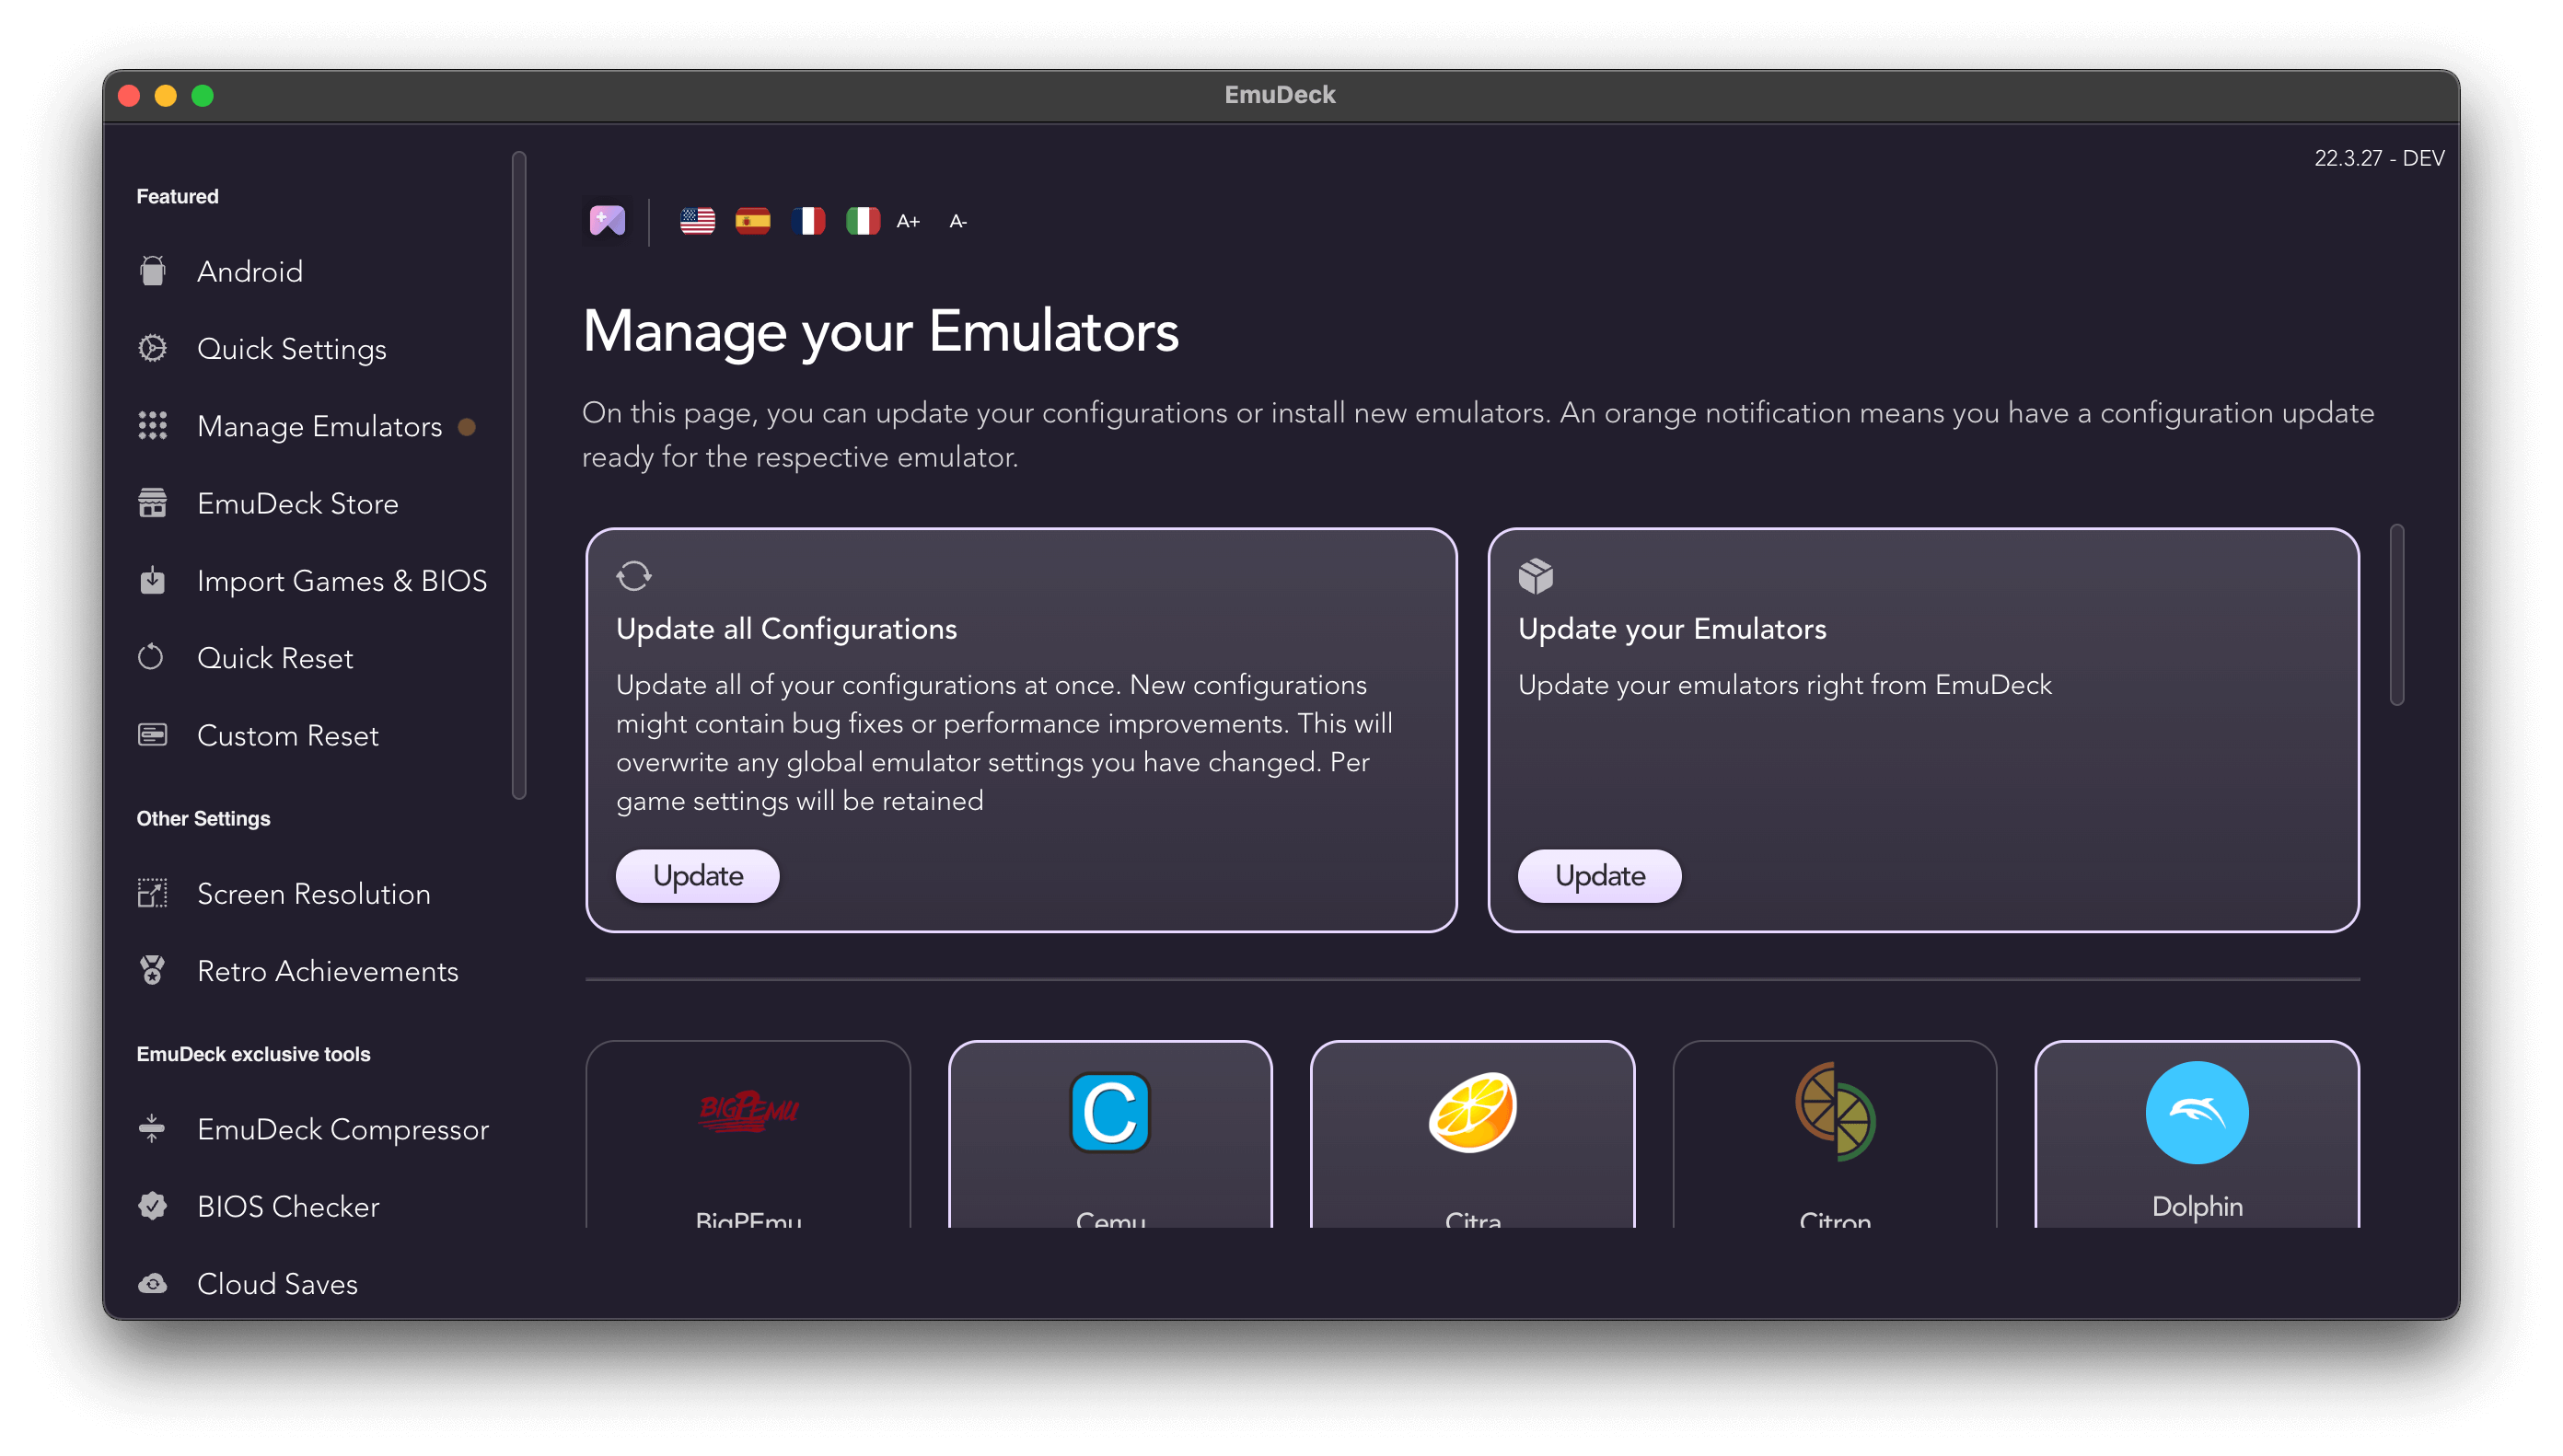 EmuDeck
22.3.27 - DEV
Featured
Android
Quick Settings
Manage Emulators
EmuDeck Store
Import Games & BIOS
Quick Reset
Custom Reset
Other Settings
Screen Resolution
Retro Achievements
EmuDeck exclusive tools
EmuDeck Compressor
BIOS Checker
Cloud Saves
A+ A-
Manage your Emulators
On this page, you can update your configurations or install new emulators. An orange notification means you have a configuration update
ready for the respective emulator.
Update all Configurations
Update all of your configurations at once. New configurations
might contain bug fixes or performance improvements. This will
overwrite any global emulator settings you have changed. Per
game settings will be retained
Update
Update your Emulators
Update your emulators right from EmuDeck
Update
BIGPEMU
C
BigPEmu
Cemu
Citra
Citron
Dolphin